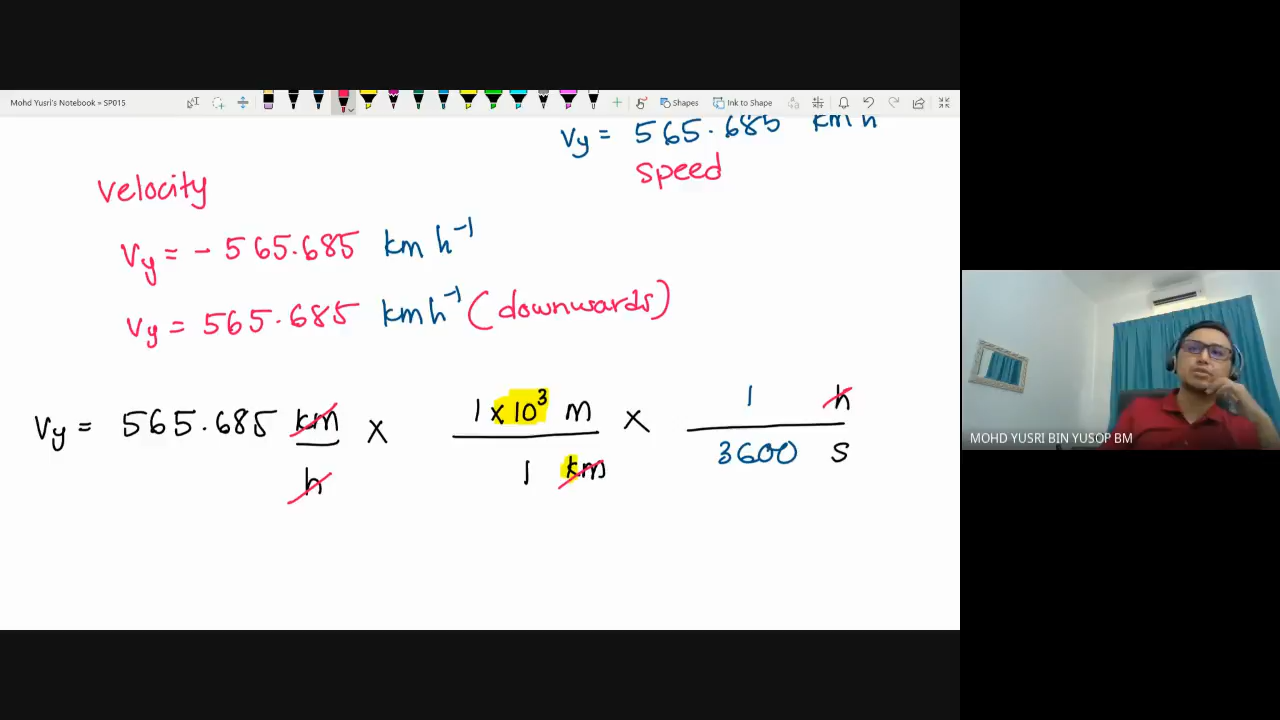 Mohd Yusri's Notebook » SP015
Shapes
Ink to Shape
Vy = 565.685 km h
speed
velocity
Vy = - 565.685 km h⁻¹
Vy = 565.685 km h⁻¹ (downwards)
Vy = 565.685 km/h x 1 x 10³ m / 1 km x 1 h / 3600 s
MOHD YUSRI BIN YUSOP BM